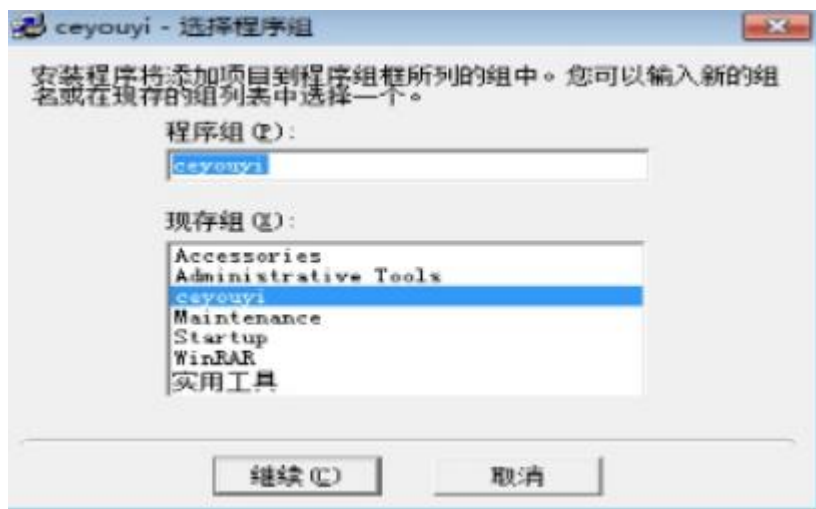 ceyouyi - 选择程序组
安装程序将添加项目到程序组框所列的组中。您可以输入新的组
名或在现存的组列表中选择一个。
程序组(P):
ceyouyi
现存组(X):
Accessories
Administrative Tools
ceyouyi
Maintenance
Startup
WinRAR
实用工具
继续(C)
取消